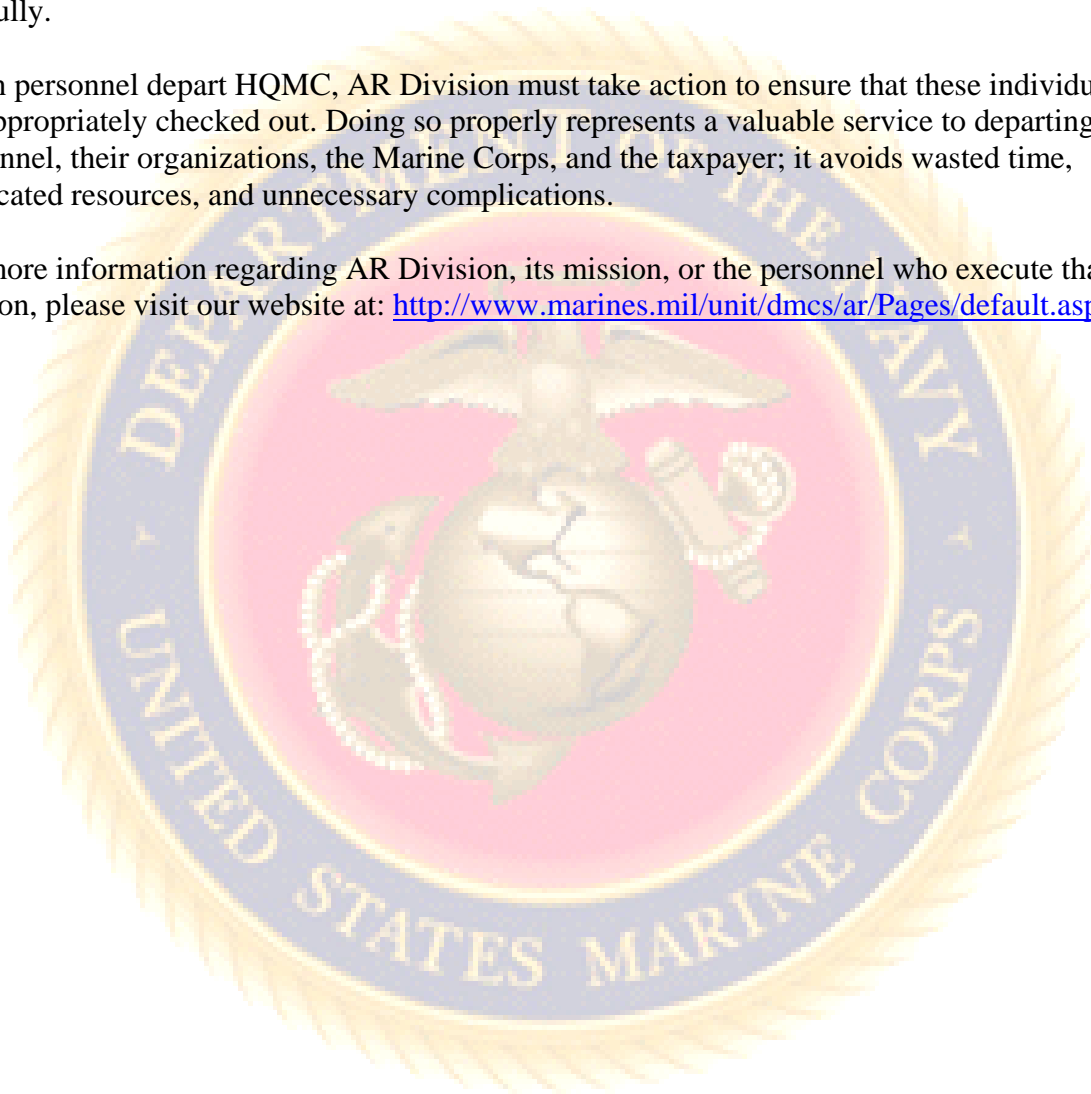 ully.
n personnel depart HQMC, AR Division must take action to ensure that these individu
ppropriately checked out. Doing so properly represents a valuable service to departing
nnel, their organizations, the Marine Corps, and the taxpayer; it avoids wasted time,
cated resources, and unnecessary complications.
more information regarding AR Division, its mission, or the personnel who execute tha
on, please visit our website at: http://www.marines.mil/unit/dmcs/ar/Pages/default.asp
DEPARTMENT OF THE NAVY
UNITED STATES MARINE CORPS